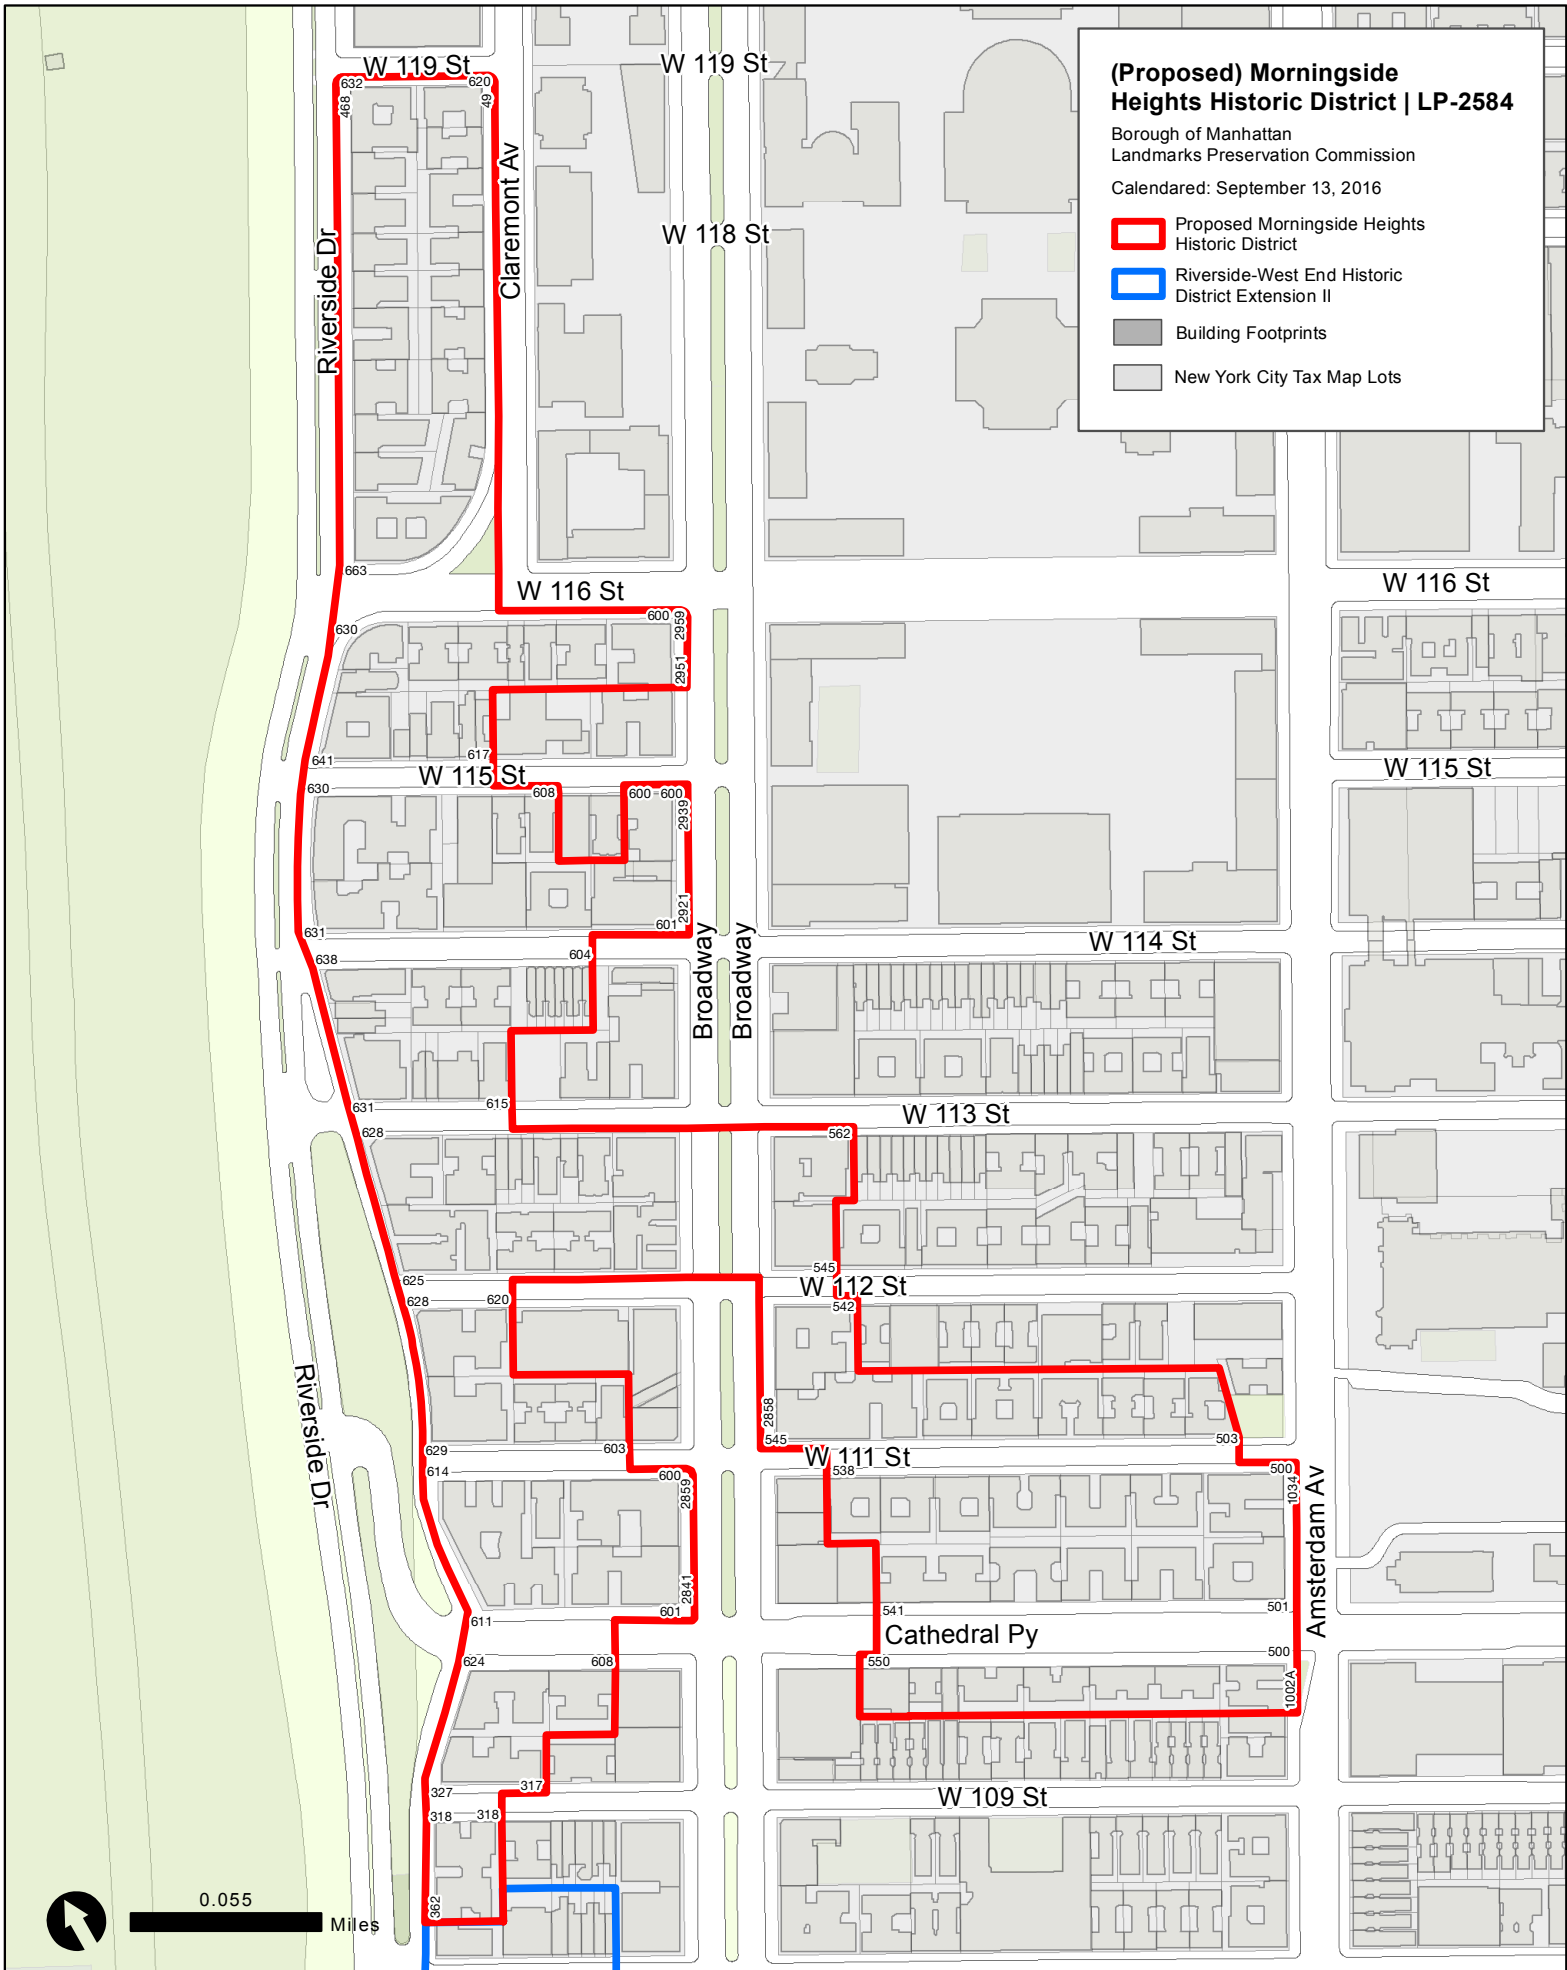 (Proposed) Morningside
Heights Historic District | LP-2584
Borough of Manhattan
Landmarks Preservation Commission
Calendared: September 13, 2016
Proposed Morningside Heights
Historic District
Riverside-West End Historic
District Extension II
Building Footprints
New York City Tax Map Lots
W 119 St
W 119 St
632
620
468
49
Claremont Av
W 118 St
Riverside Dr
663
W 116 St
W 116 St
630
600
2959
2951
641
617
W 115 St
W 115 St
630
608
600
600
2939
2921
631
601
W 114 St
638
604
Broadway
Broadway
631
615
W 113 St
628
562
625
545
W 112 St
628
620
542
Riverside Dr
2858
629
603
545
W 111 St
503
614
600
2859
538
500
1034
Amsterdam Av
2841
611
601
541
501
Cathedral Py
624
608
550
500
1002A
327
317
W 109 St
318
318
362
0.055
Miles